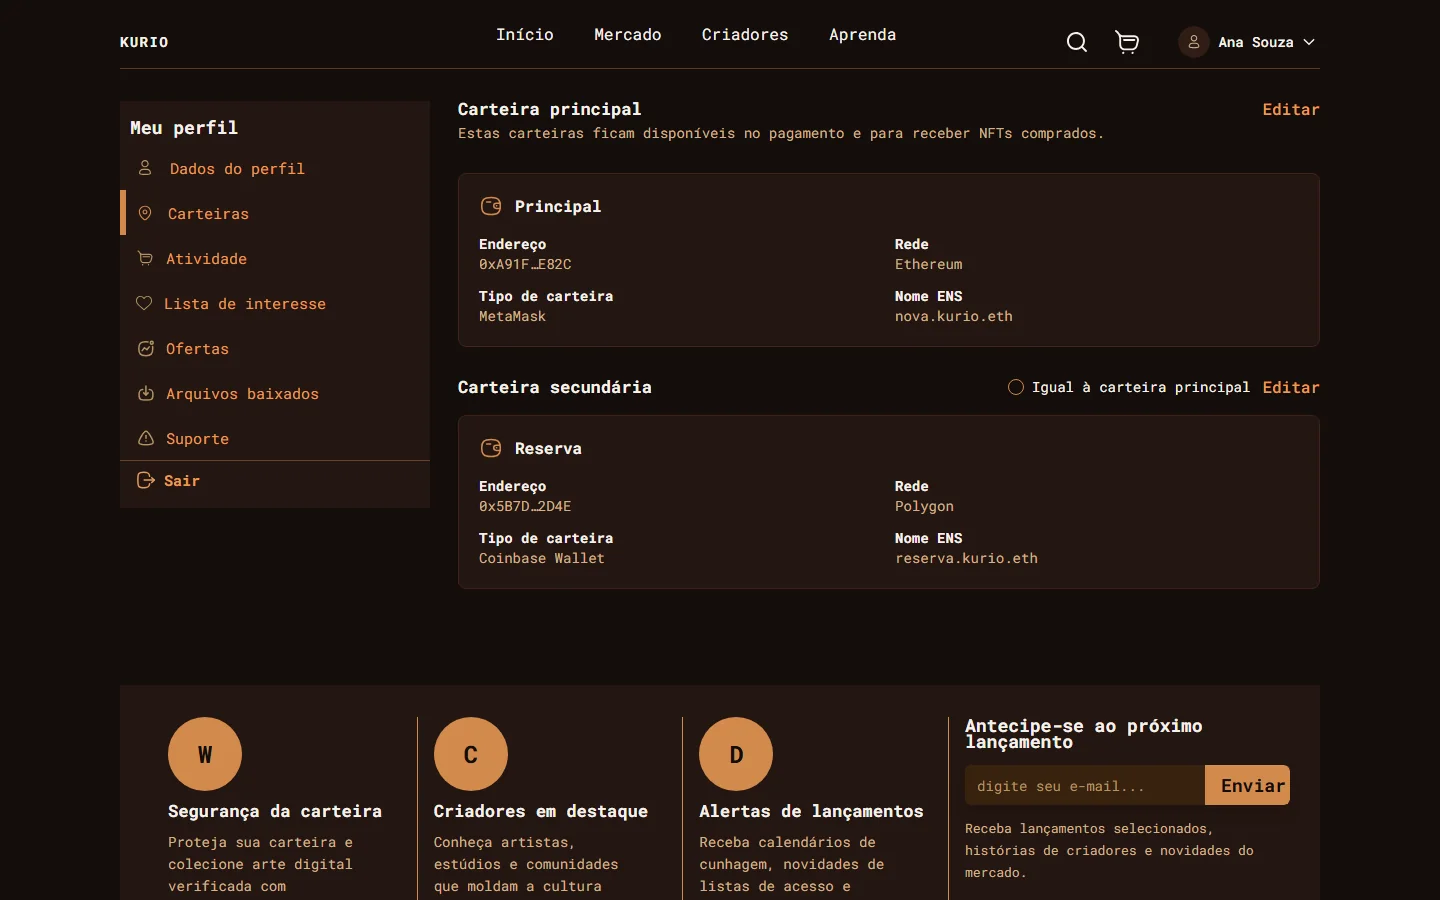 KURIO
Início Mercado Criadores Aprenda
Ana Souza
Meu perfil
Dados do perfil
Carteiras
Atividade
Lista de interesse
Ofertas
Arquivos baixados
Suporte
Sair
Carteira principal
Editar
Estas carteiras ficam disponíveis no pagamento e para receber NFTs comprados.
Principal
Endereço
0xA91F…E82C
Rede
Ethereum
Tipo de carteira
MetaMask
Nome ENS
nova.kurio.eth
Carteira secundária
Igual à carteira principal
Editar
Reserva
Endereço
0x5B7D…2D4E
Rede
Polygon
Tipo de carteira
Coinbase Wallet
Nome ENS
reserva.kurio.eth
W
Segurança da carteira
Proteja sua carteira e
colecione arte digital
verificada com
C
Criadores em destaque
Conheça artistas,
estúdios e comunidades
que moldam a cultura
D
Alertas de lançamentos
Receba calendários de
cunhagem, novidades de
listas de acesso e
Antecipe-se ao próximo
lançamento
digite seu e-mail...
Enviar
Receba lançamentos selecionados,
histórias de criadores e novidades do
mercado.